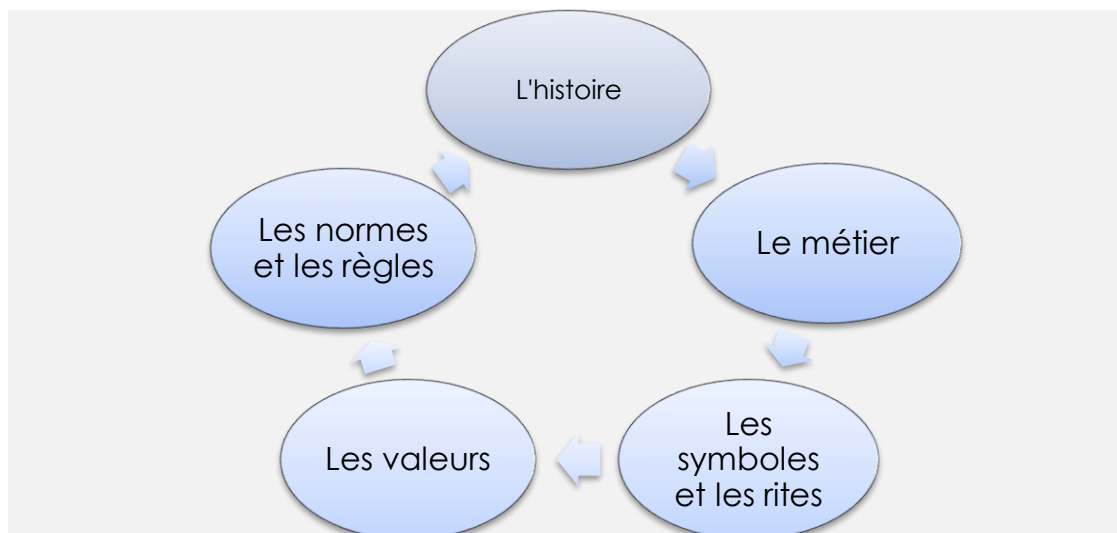 L'histoire
Le métier
Les
symboles
et les rites
Les valeurs
Les normes
et les règles